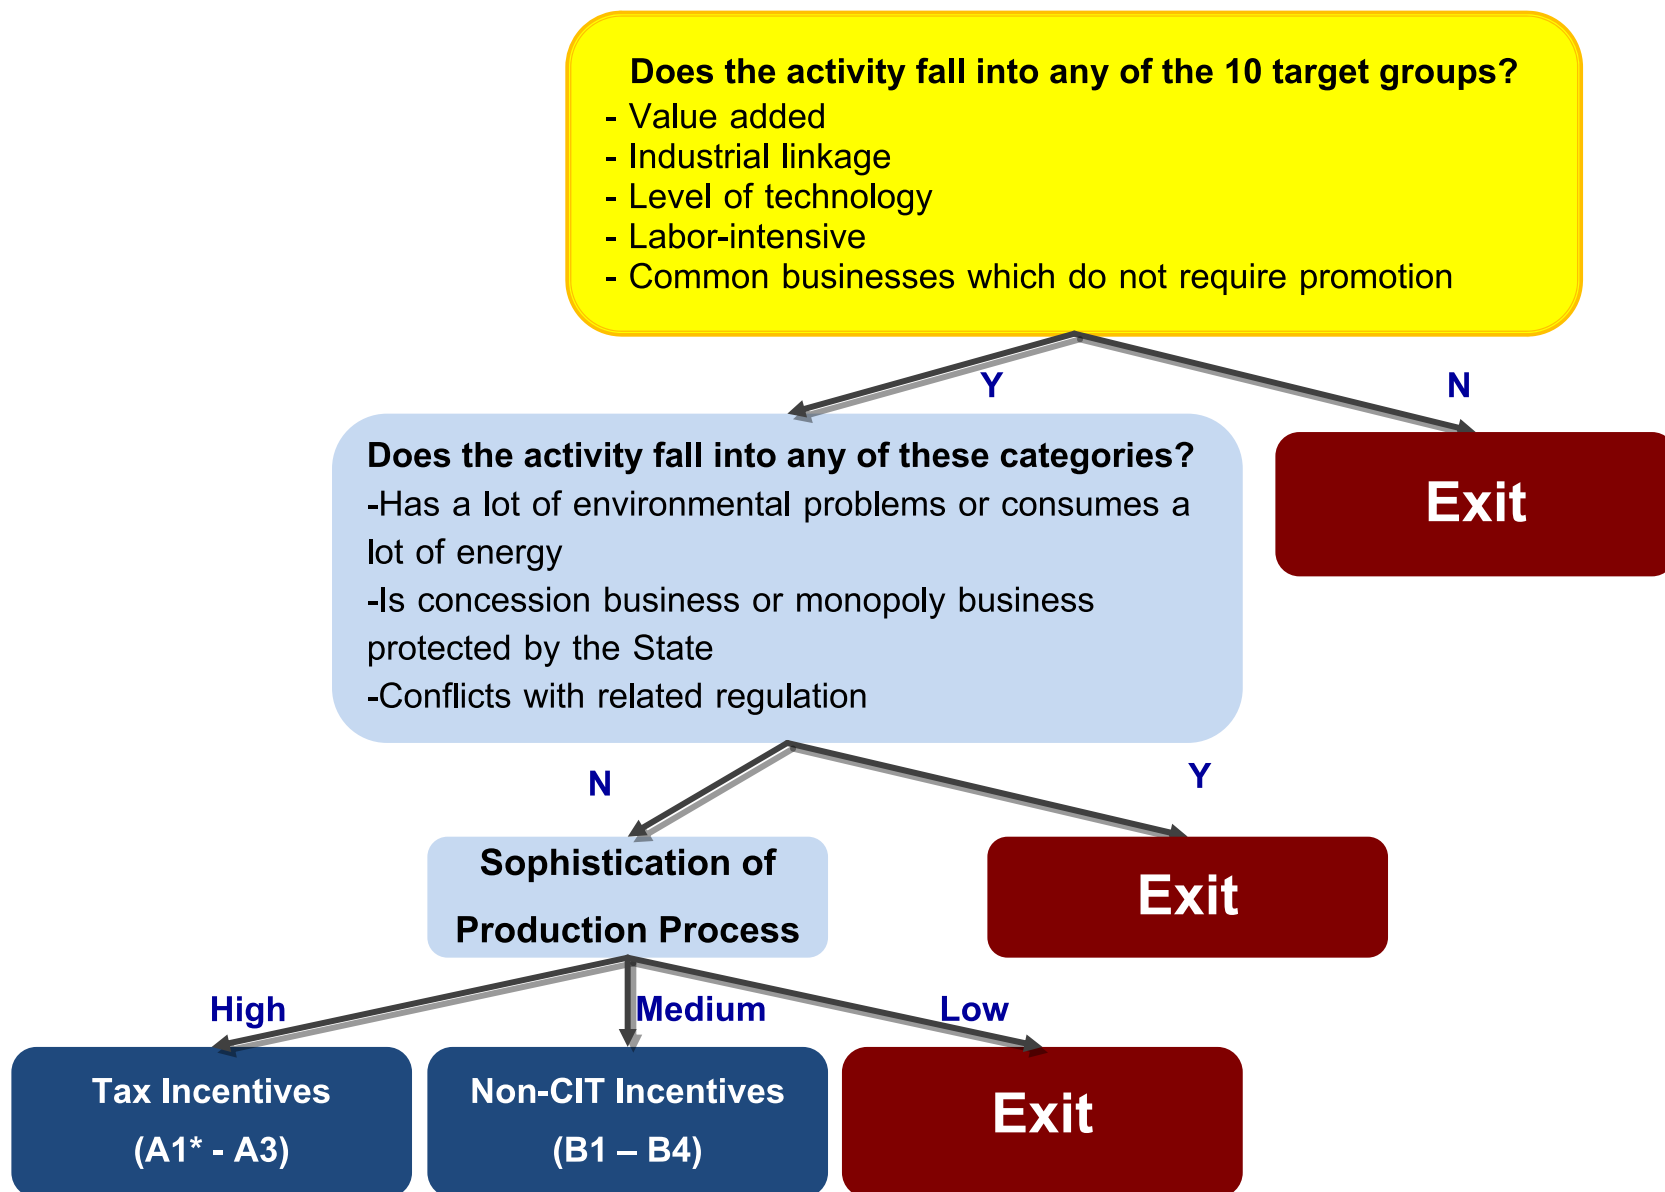 Does the activity fall into any of the 10 target groups?
- Value added
- Industrial linkage
- Level of technology
- Labor-intensive
- Common businesses which do not require promotion
Y
N
Does the activity fall into any of these categories?
-Has a lot of environmental problems or consumes a
lot of energy
-Is concession business or monopoly business
protected by the State
-Conflicts with related regulation
Exit
N
Y
Sophistication of
Production Process
Exit
High
Medium
Low
Tax Incentives
(A1* - A3)
Non-CIT Incentives
(B1 – B4)
Exit